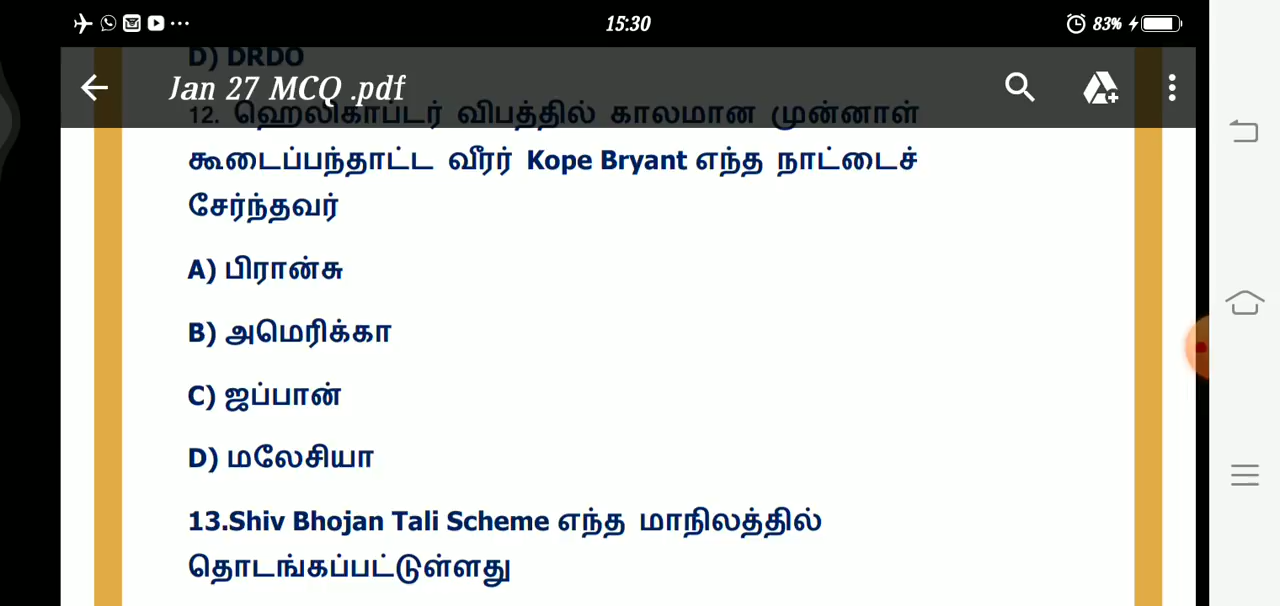 15:30
83%
D) DRDO
Jan 27 MCQ .pdf
12. ஹெலிகாப்டர் விபத்தில் காலமான முன்னாள்
கூடைப்பந்தாட்ட வீரர் Kope Bryant எந்த நாட்டைச்
சேர்ந்தவர்
A) பிரான்சு
B) அமெரிக்கா
C) ஜப்பான்
D) மலேசியா
13.Shiv Bhojan Tali Scheme எந்த மாநிலத்தில்
தொடங்கப்பட்டுள்ளது